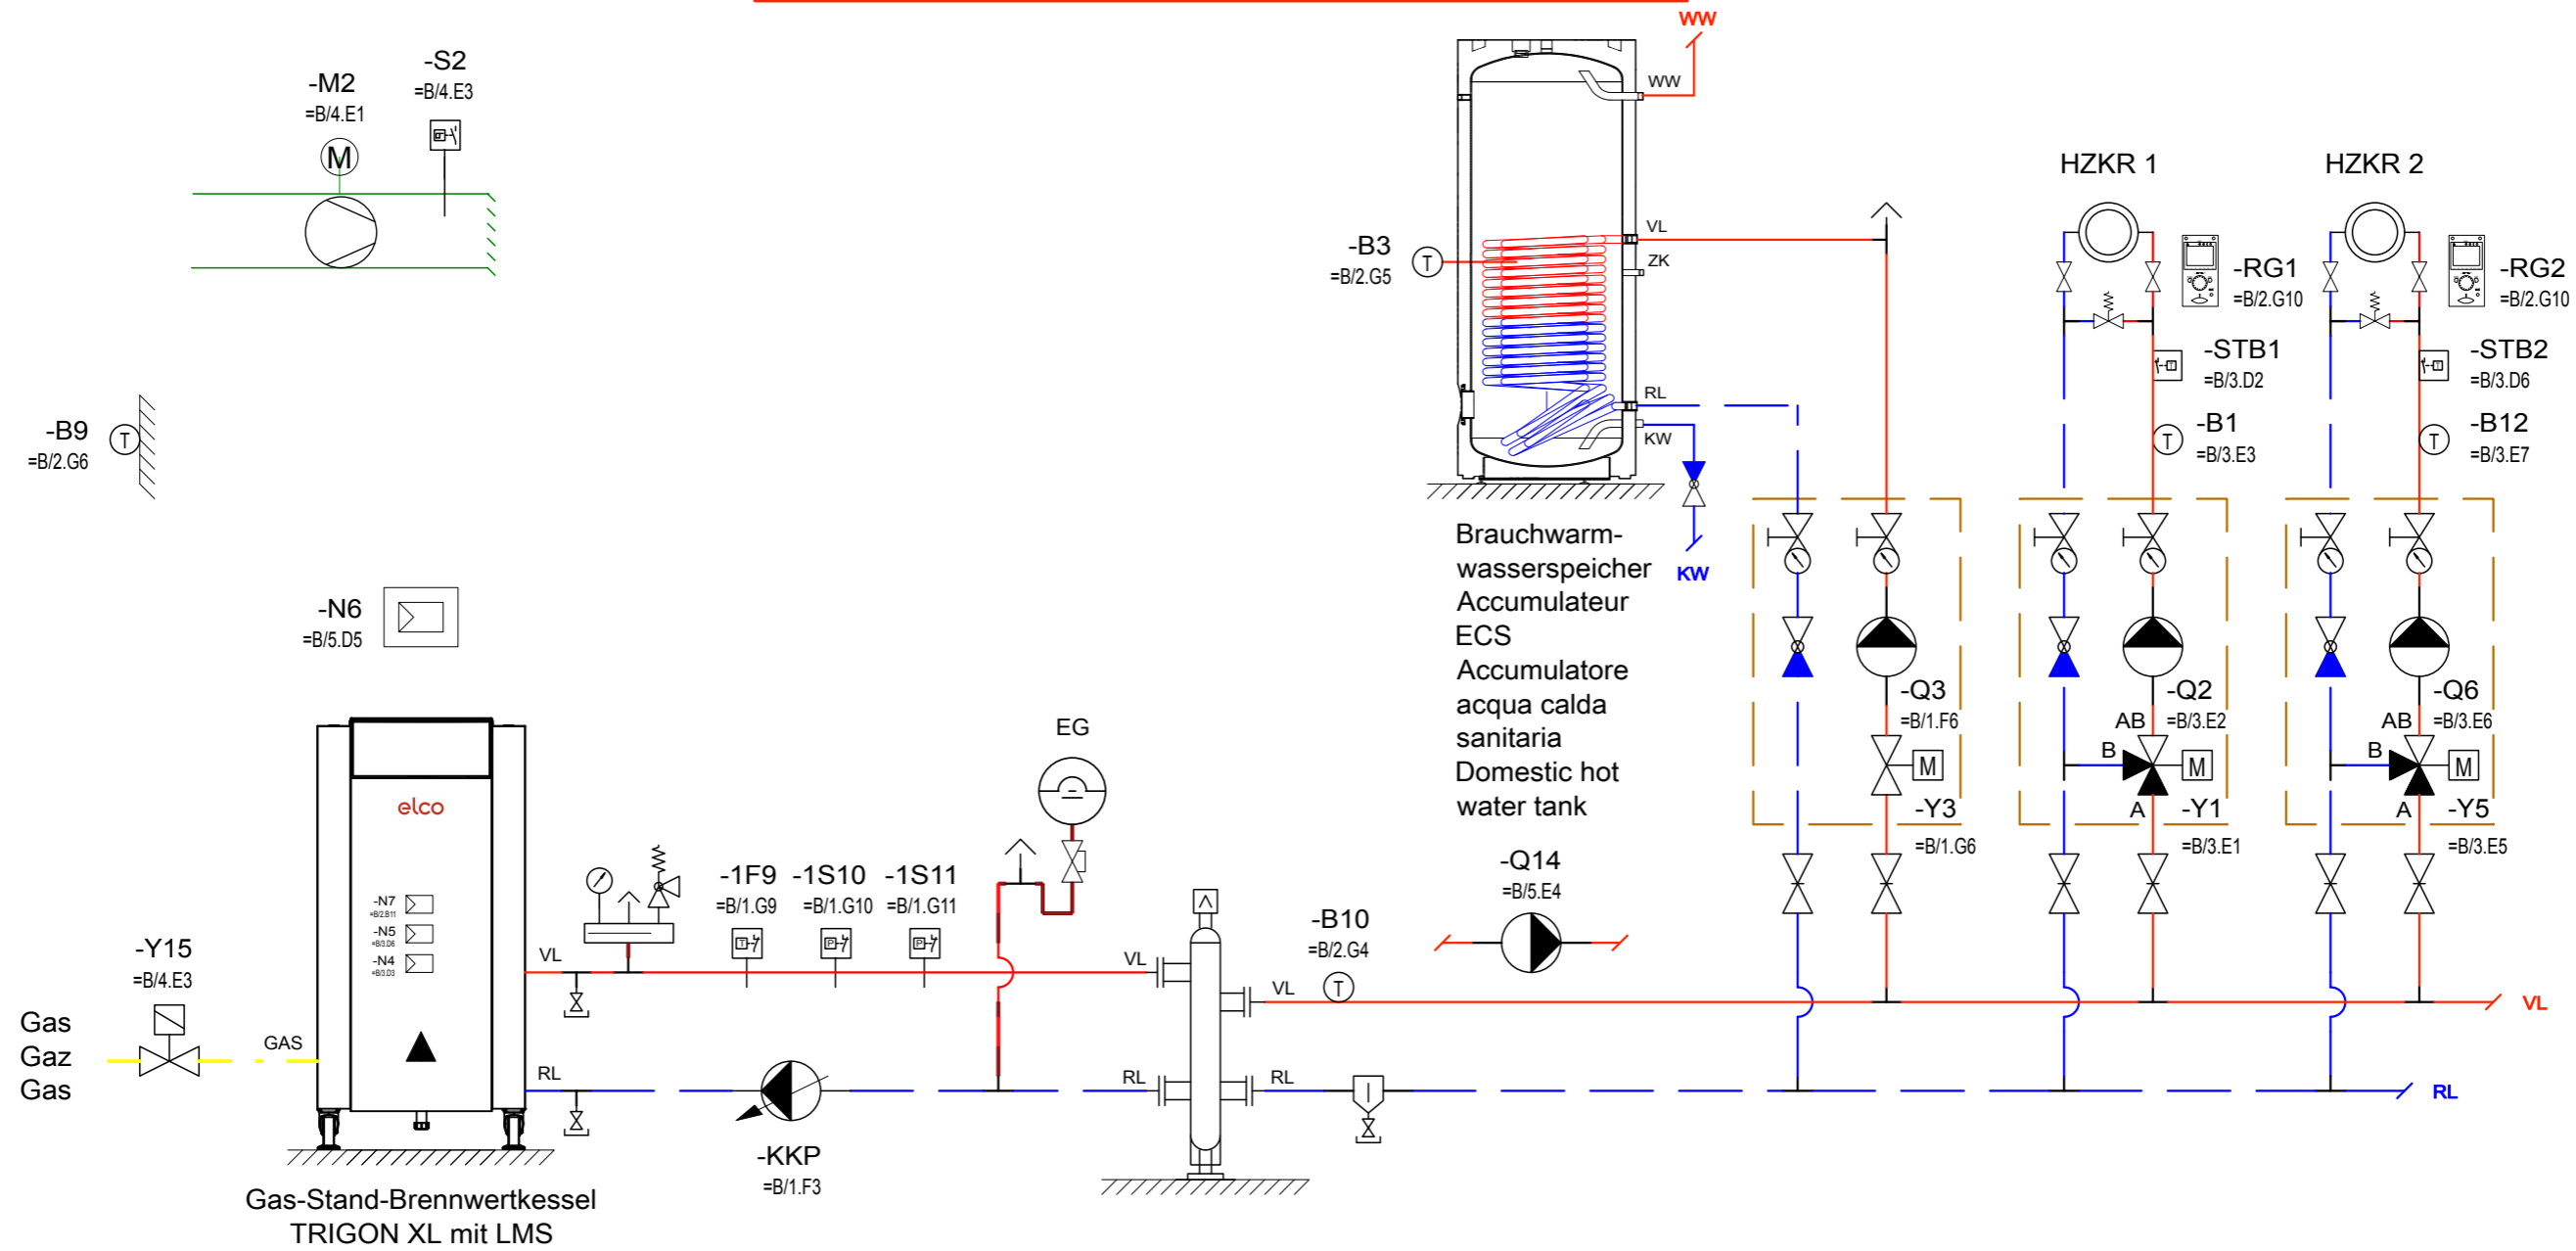 WW
-S2
=B/4.E3
-M2
=B/4.E1
M
WW
HZKR 1
HZKR 2
VL
-B3
=B/2.G5
T
ZK
-RG1
=B/2.G10
-RG2
=B/2.G10
-STB1
=B/3.D2
-STB2
=B/3.D6
RL
-B9
=B/2.G6
T
KW
T
-B1
=B/3.E3
T
-B12
=B/3.E7
Brauchwarm-
wasserspeicher
Accumulateur
ECS
Accumulatore
acqua calda
sanitaria
Domestic hot
water tank
KW
-N6
=B/5.D5
-Q3
=B/1.F6
-Q2
=B/3.E2
-Q6
=B/3.E6
AB
AB
B
B
M
M
M
A
A
-Y3
=B/1.G6
-Y1
=B/3.E1
-Y5
=B/3.E5
EG
elco
-1F9
=B/1.G9
-1S10
=B/1.G10
-1S11
=B/1.G11
T
P
P
-Q14
=B/5.E4
-N7
=B/2.B11
-N5
=B/3.D6
-N4
=B/3.D3
-B10
=B/2.G4
T
-Y15
=B/4.E3
VL
VL
VL
VL
Gas
Gaz
Gas
GAS
RL
RL
RL
RL
-KKP
=B/1.F3
Gas-Stand-Brennwertkessel
TRIGON XL mit LMS